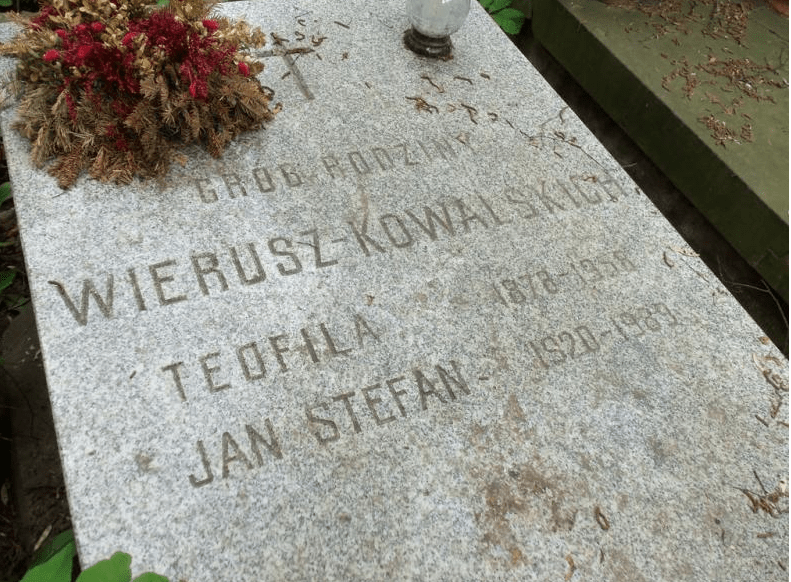 GRÓB RODZINY
WIERUSZ-KOWALSKICH
TEOFILA 1878-1958
JAN STEFAN 1920-1989